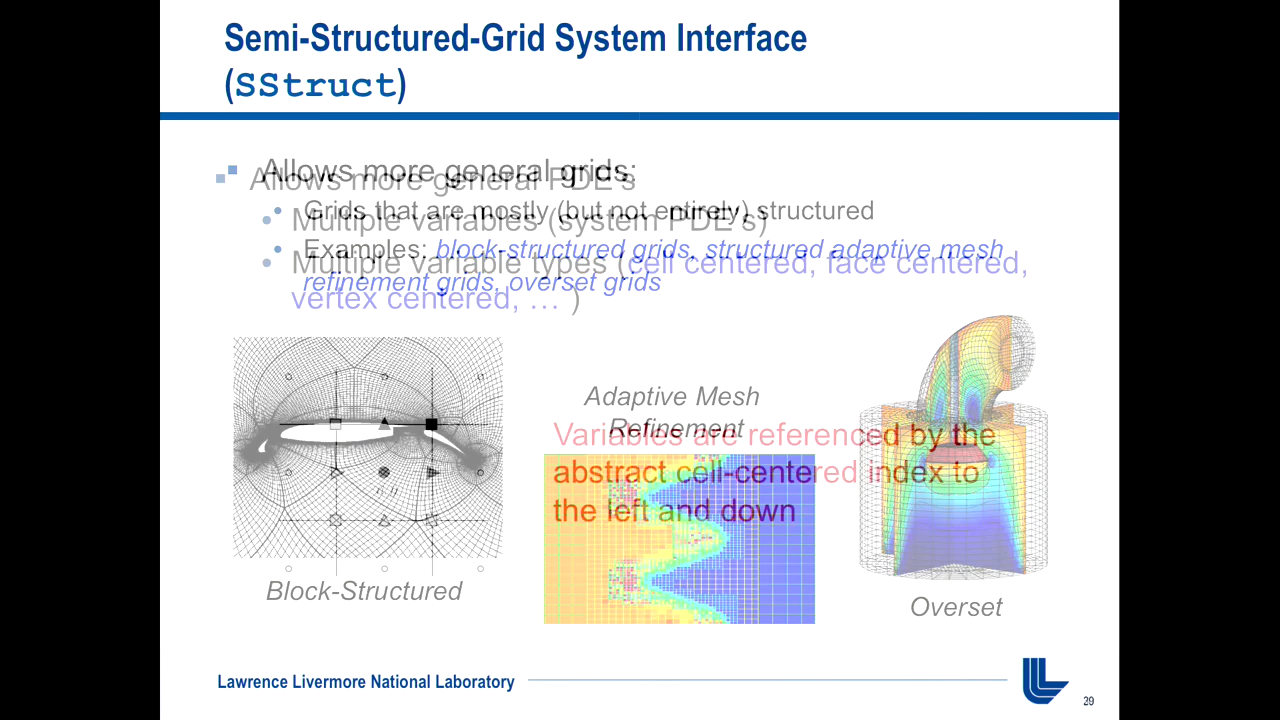 Semi-Structured-Grid System Interface
(SStruct)
Allows more general grids:
Grids that are mostly (but not entirely) structured
Examples: block-structured grids, structured adaptive mesh
refinement grids, overset grids
Allows more general PDE's
Multiple variables (system PDE's)
Multiple variable types (cell centered, face centered,
vertex centered, … )
Adaptive Mesh
Refinement
Variables are referenced by the
abstract cell-centered index to
the left and down
Block-Structured
Overset
Lawrence Livermore National Laboratory
29